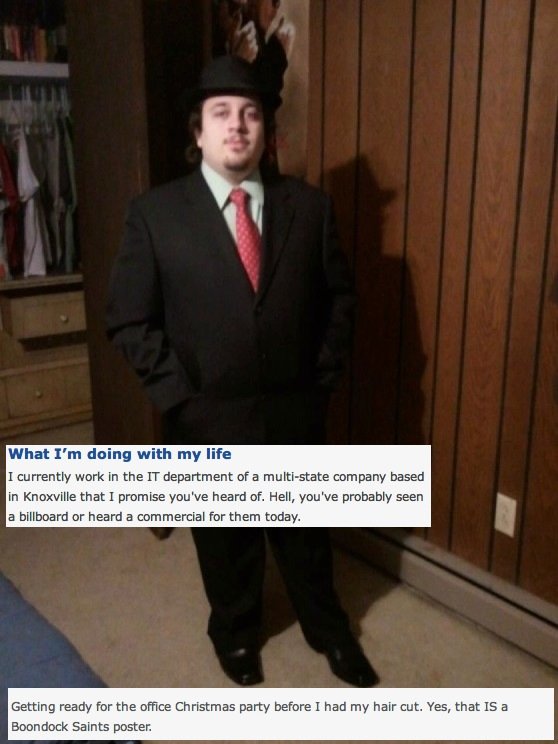 What I'm doing with my life
I currently work in the IT department of a multi-state company based
in Knoxville that I promise you've heard of. Hell, you've probably seen
a billboard or heard a commercial for them today.
Getting ready for the office Christmas party before I had my hair cut. Yes, that IS a
Boondock Saints poster.